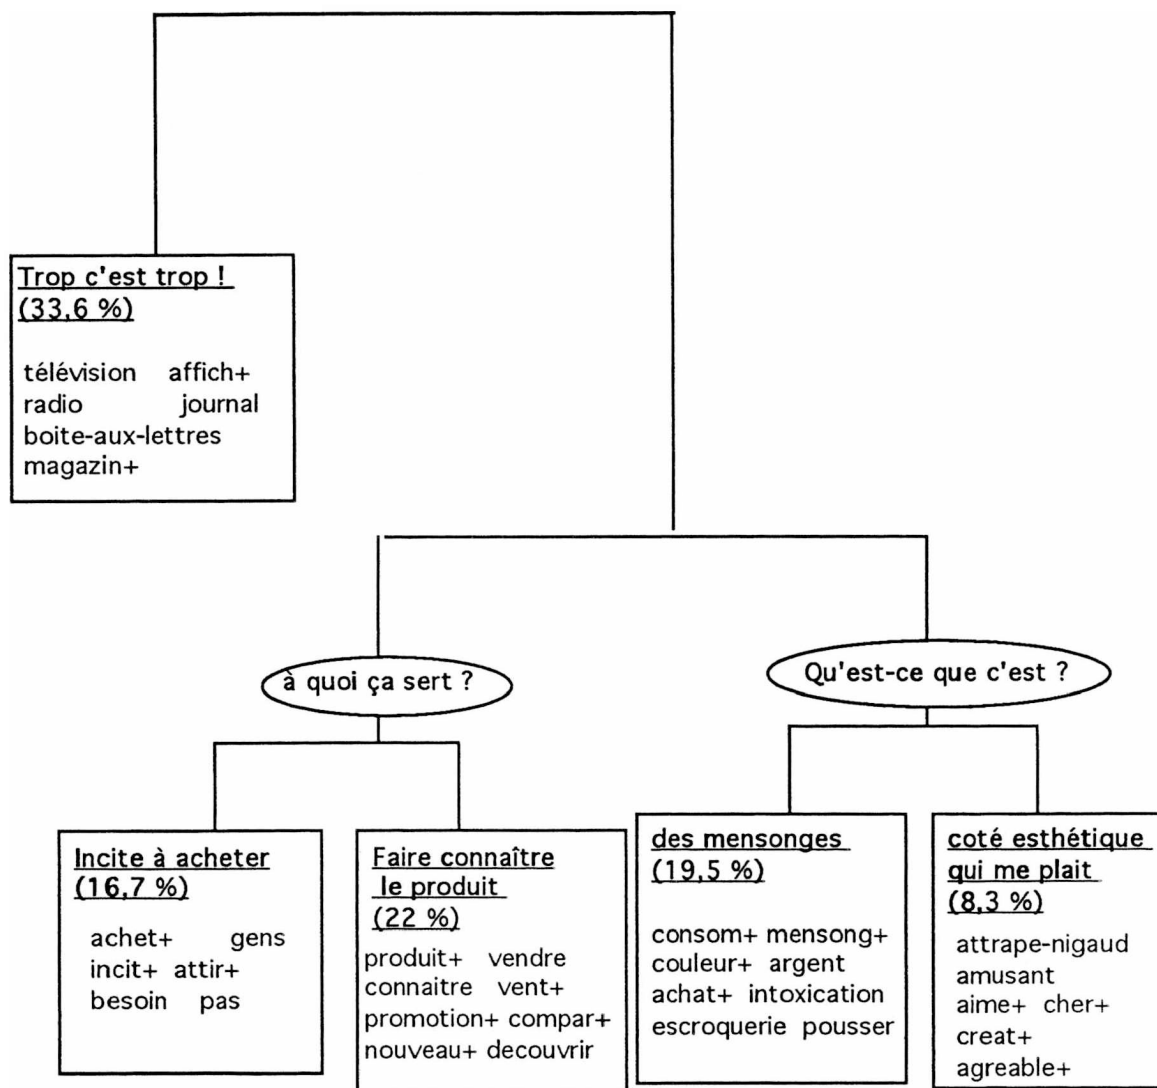 Trop c'est trop !
(33,6 %)
télévision affich+
radio journal
boite-aux-lettres
magazin+
à quoi ça sert ?
Qu'est-ce que c'est ?
Incite à acheter
(16,7 %)
achet+ gens
incit+ attir+
besoin pas
Faire connaître
le produit
(22 %)
produit+ vendre
connaitre vent+
promotion+ compar+
nouveau+ decouvrir
des mensonges
(19,5 %)
consom+ mensong+
couleur+ argent
achat+ intoxication
escroquerie pousser
coté esthétique
qui me plait
(8,3 %)
attrape-nigaud
amusant
aime+ cher+
creat+
agreable+